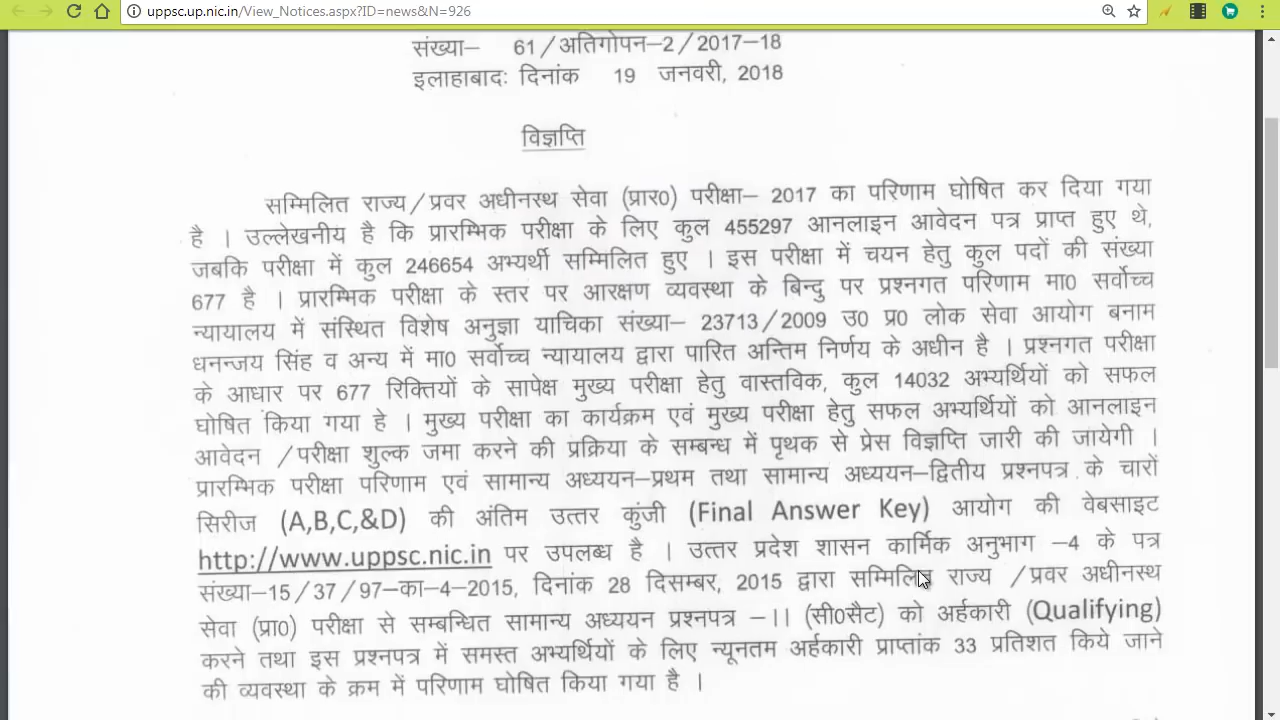 uppsc.up.nic.in/View_Notices.aspx?ID=news&N=926
संख्या– 61/अतिगोपन–2/2017–18
इलाहाबादः दिनांक 19 जनवरी, 2018
विज्ञप्ति
सम्मिलित राज्य/प्रवर अधीनस्थ सेवा (प्रार0) परीक्षा– 2017 का परिणाम घोषित कर दिया गया
है । उल्लेखनीय है कि प्रारम्भिक परीक्षा के लिए कुल 455297 आनलाइन आवेदन पत्र प्राप्त हुए थे,
जबकि परीक्षा में कुल 246654 अभ्यर्थी सम्मिलित हुए । इस परीक्षा में चयन हेतु कुल पदों की संख्या
677 है । प्रारम्भिक परीक्षा के स्तर पर आरक्षण व्यवस्था के बिन्दु पर प्रश्नगत परिणाम मा0 सर्वोच्च
न्यायालय में संस्थित विशेष अनुज्ञा याचिका संख्या– 23713/2009 उ0 प्र0 लोक सेवा आयोग बनाम
धनन्जय सिंह व अन्य में मा0 सर्वोच्च न्यायालय द्वारा पारित अन्तिम निर्णय के अधीन है । प्रश्नगत परीक्षा
के आधार पर 677 रिक्तियों के सापेक्ष मुख्य परीक्षा हेतु वास्तविक, कुल 14032 अभ्यर्थियों को सफल
घोषित किया गया हे । मुख्य परीक्षा का कार्यक्रम एवं मुख्य परीक्षा हेतु सफल अभ्यर्थियों को आनलाइन
आवेदन /परीक्षा शुल्क जमा करने की प्रक्रिया के सम्बन्ध में पृथक से प्रेस विज्ञप्ति जारी की जायेगी ।
प्रारम्भिक परीक्षा परिणाम एवं सामान्य अध्ययन–प्रथम तथा सामान्य अध्ययन–द्वितीय प्रश्नपत्र के चारों
सिरीज (A,B,C,&D) की अंतिम उत्तर कुंजी (Final Answer Key) आयोग की वेबसाइट
http://www.uppsc.nic.in पर उपलब्ध है । उत्तर प्रदेश शासन कार्मिक अनुभाग –4 के पत्र
संख्या–15/37/97–का–4–2015, दिनांक 28 दिसम्बर, 2015 द्वारा सम्मिलित राज्य /प्रवर अधीनस्थ
सेवा (प्रा0) परीक्षा से सम्बन्धित सामान्य अध्ययन प्रश्नपत्र –II (सी0सैट) को अर्हकारी (Qualifying)
करने तथा इस प्रश्नपत्र में समस्त अभ्यर्थियों के लिए न्यूनतम अर्हकारी प्राप्तांक 33 प्रतिशत किये जाने
की व्यवस्था के क्रम में परिणाम घोषित किया गया है ।